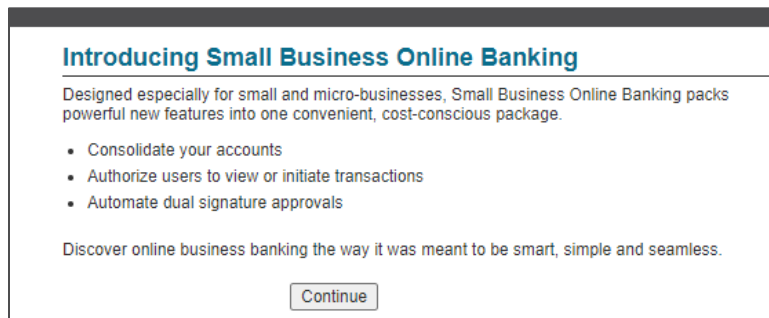 Introducing Small Business Online Banking
Designed especially for small and micro-businesses, Small Business Online Banking packs
powerful new features into one convenient, cost-conscious package.
• Consolidate your accounts
• Authorize users to view or initiate transactions
• Automate dual signature approvals
Discover online business banking the way it was meant to be smart, simple and seamless.
Continue